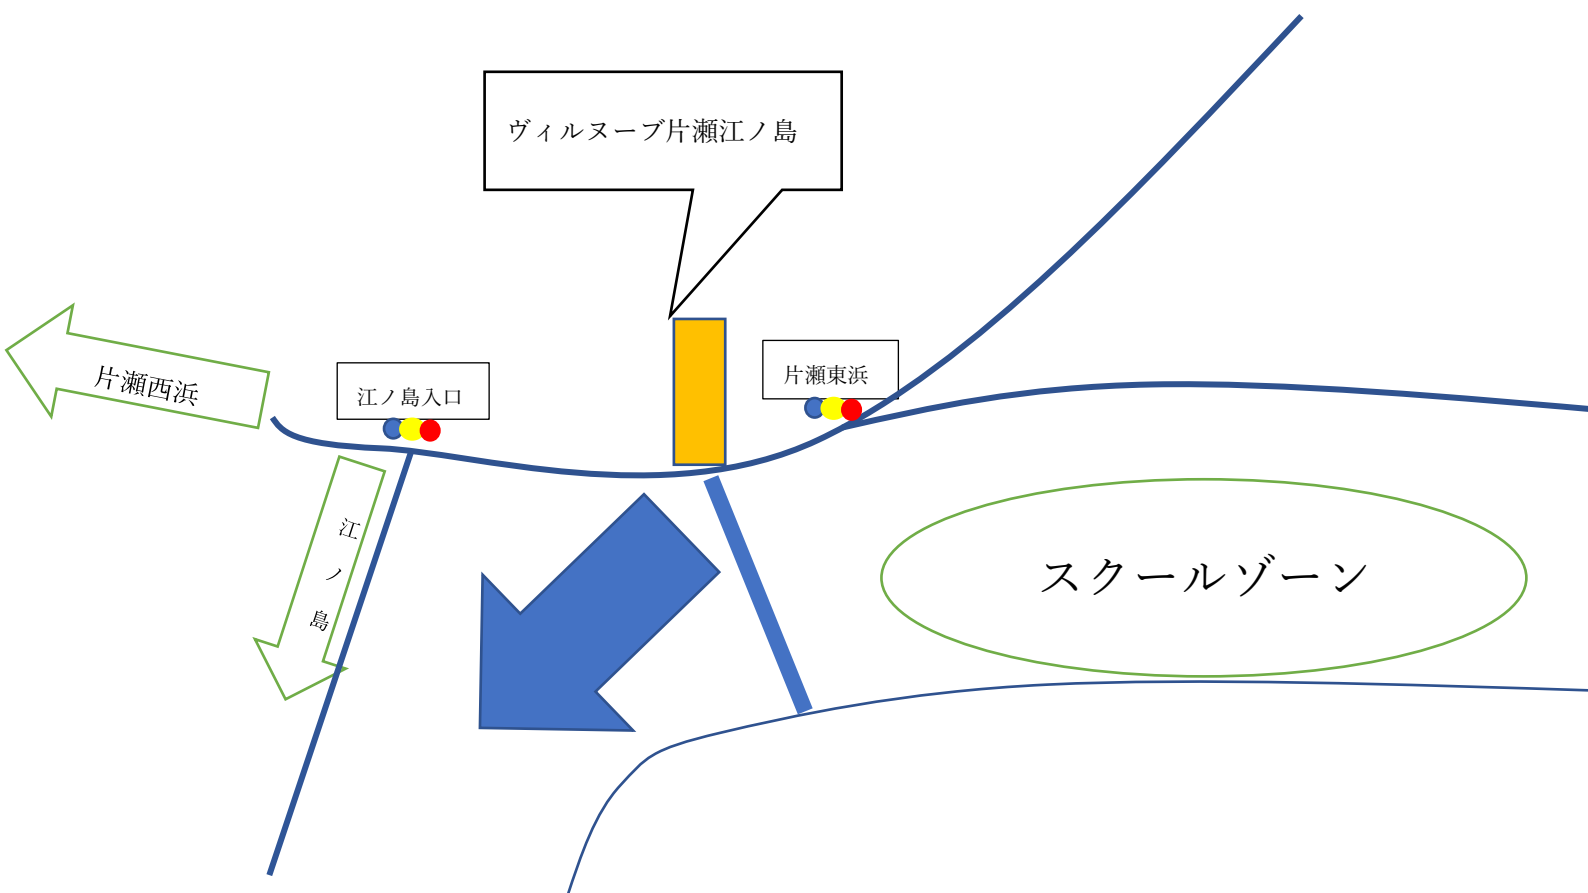 ヴィルヌーブ片瀬江ノ島
片瀬東浜
江ノ島入口
片瀬西浜
江ノ島
スクールゾーン